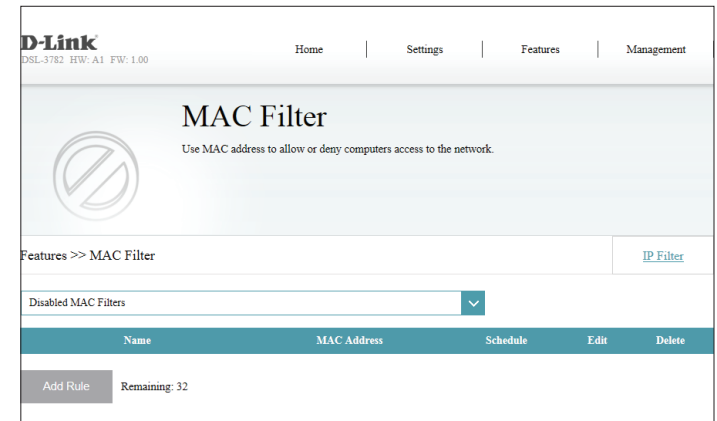 D-Link
DSL-3782 HW: A1 FW: 1.00
Home Settings Features Management
MAC Filter
Use MAC address to allow or deny computers access to the network.
Features >> MAC Filter
IP Filter
Disabled MAC Filters
Name MAC Address Schedule Edit Delete
Add Rule Remaining: 32